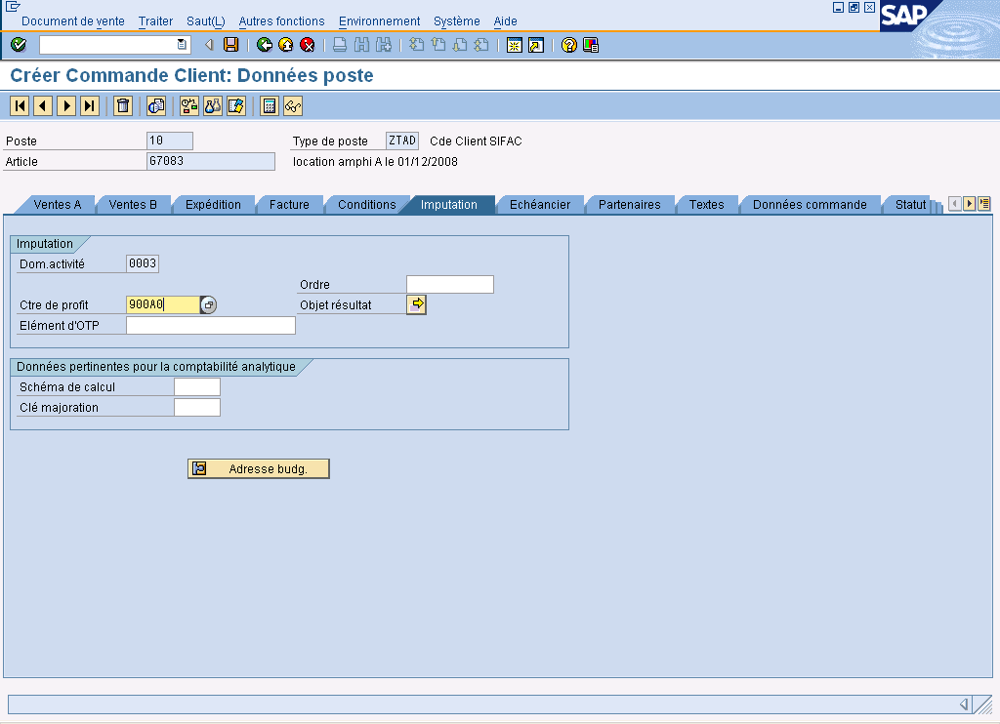 Document de vente Traiter Saut(L) Autres fonctions Environnement Système Aide
SAP
Créer Commande Client: Données poste
Poste 10 Type de poste ZTAD Cde Client SIFAC
Article G7083 location amphi A le 01/12/2008
Ventes A Ventes B Expédition Facture Conditions Imputation Echéancier Partenaires Textes Données commande Statut
Imputation
Dom.activité 0003
Ordre
Ctre de profit 900A0 Objet résultat
Elément d'OTP
Données pertinentes pour la comptabilité analytique
Schéma de calcul
Clé majoration
Adresse budg.